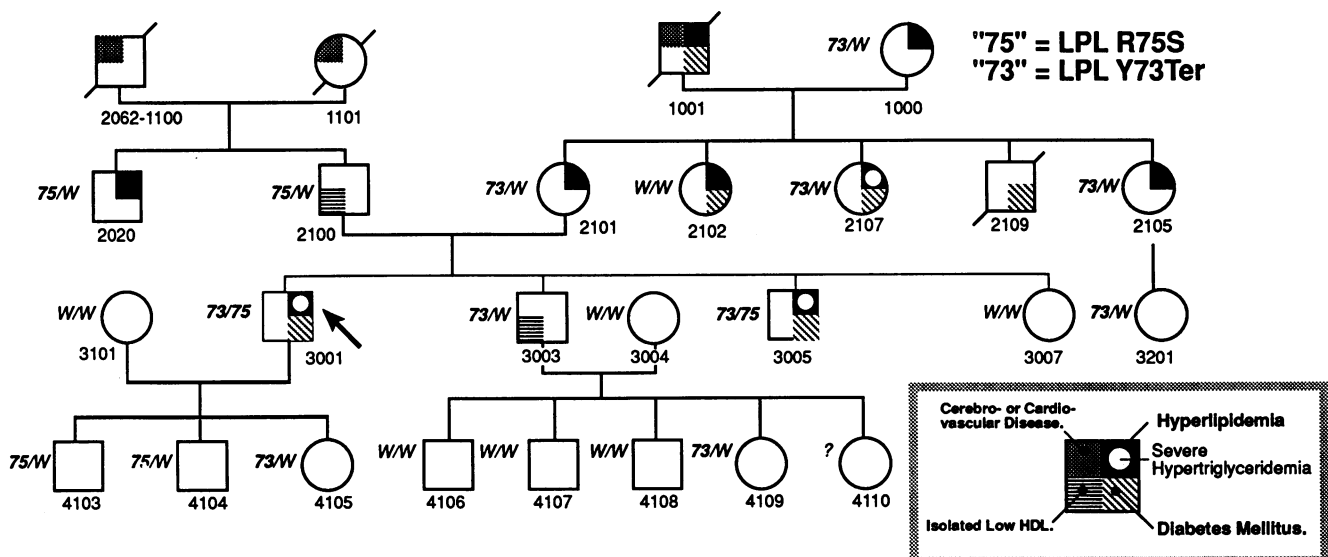 73/W
"75" = LPL R75S
"73" = LPL Y73Ter
2062-1100
1101
1001
1000
75/W
75/W
73/W
W/W
73/W
73/W
2020
2100
2101
2102
2107
2109
2105
W/W
73/75
73/W
W/W
73/75
W/W
73/W
3101
3001
3003
3004
3005
3007
3201
75/W
75/W
73/W
W/W
W/W
W/W
73/W
?
4103
4104
4105
4106
4107
4108
4109
4110
Cerebro- or Cardio-
vascular Disease.
Hyperlipidemia
Severe
Hypertriglyceridemia
Isolated Low HDL.
Diabetes Mellitus.